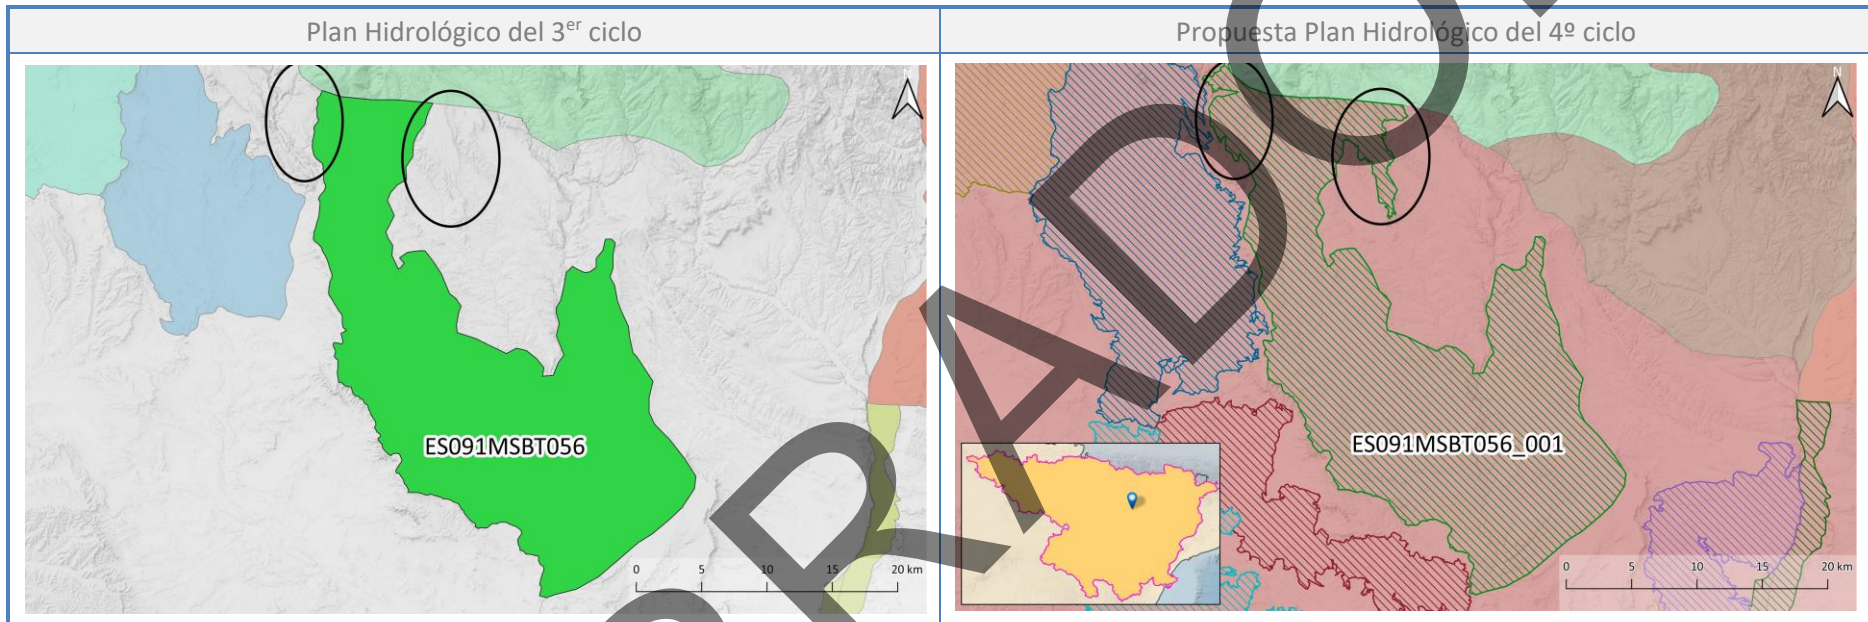 Plan Hidrológico del 3er ciclo
Propuesta Plan Hidrológico del 4º ciclo
N
N
ES091MSBT056
ES091MSBT056_001
0 5 10 15 20 km
0 5 10 15 20 km
RADO